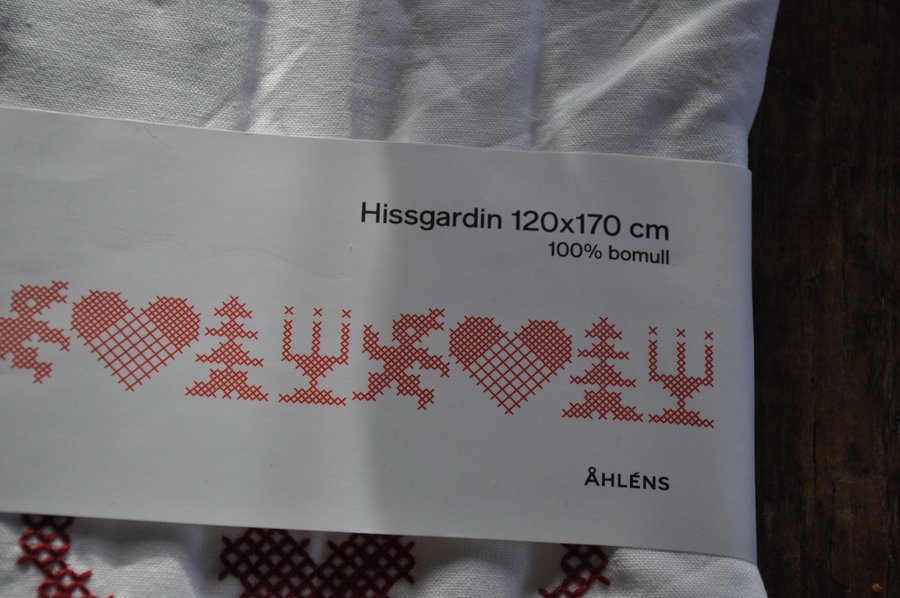 Hissgardin 120x170 cm
100% bomull
ÅHLÉNS